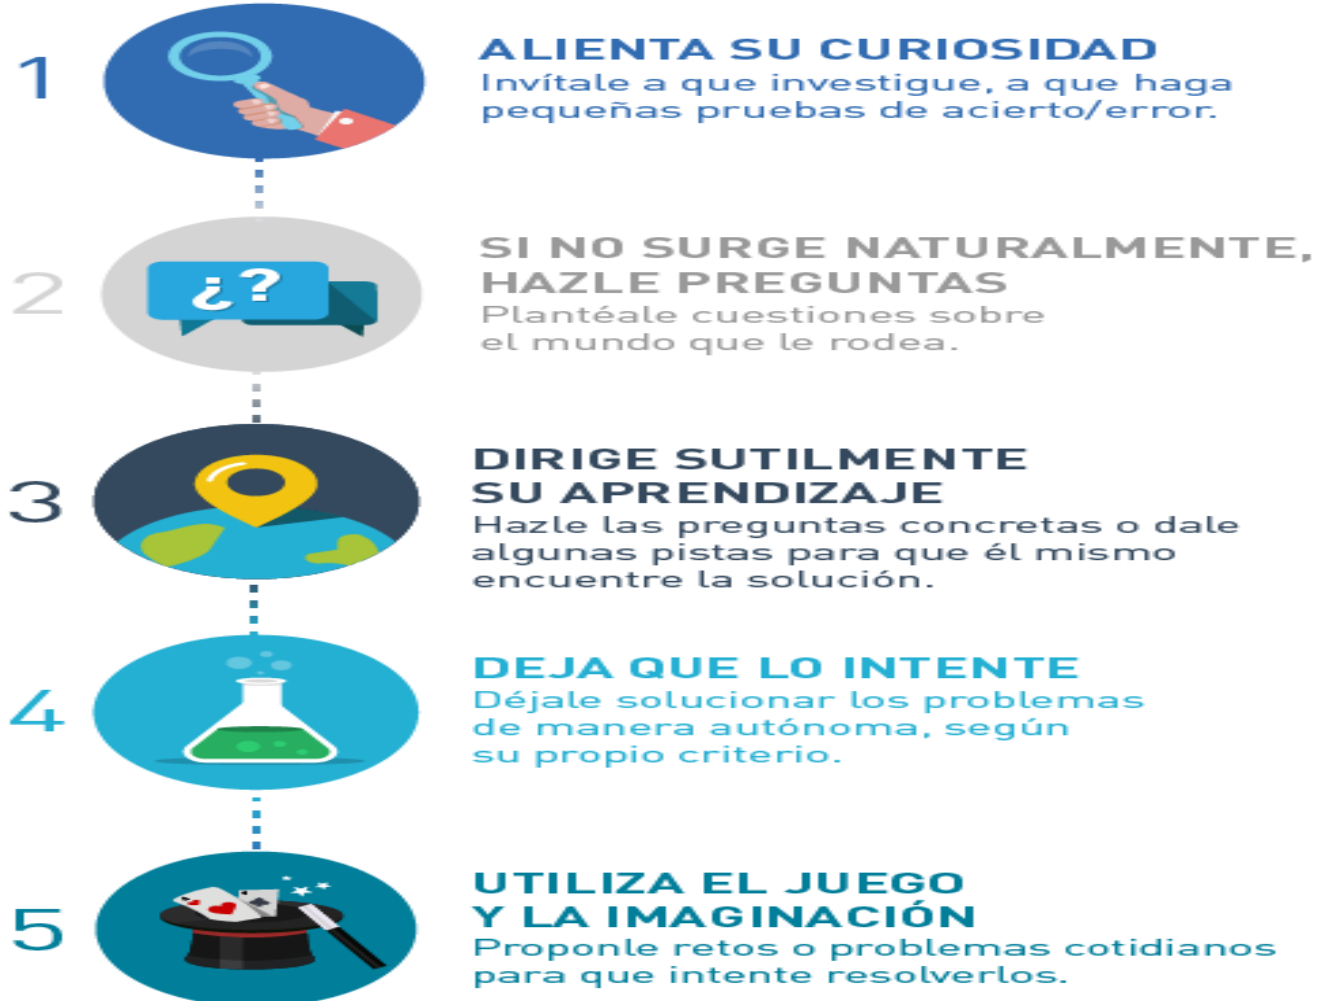 1
ALIENTA SU CURIOSIDAD
Invítale a que investigue, a que haga
pequeñas pruebas de acierto/error.
2
¿?
SI NO SURGE NATURALMENTE,
HAZLE PREGUNTAS
Plantéale cuestiones sobre
el mundo que le rodea.
3
DIRIGE SUTILMENTE
SU APRENDIZAJE
Hazle las preguntas concretas o dale
algunas pistas para que él mismo
encuentre la solución.
4
DEJA QUE LO INTENTE
Déjale solucionar los problemas
de manera autónoma, según
su propio criterio.
5
UTILIZA EL JUEGO
Y LA IMAGINACIÓN
Proponle retos o problemas cotidianos
para que intente resolverlos.